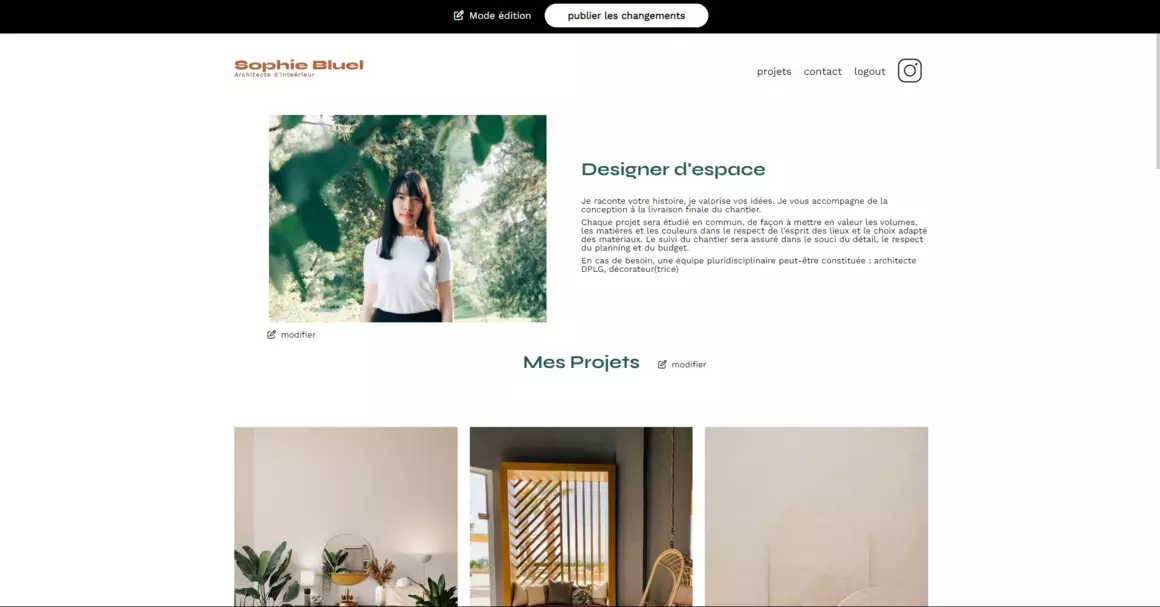 Mode édition publier les changements
Sophie Bluel
Architecte d'Inteérieur
projets contact logout
Designer d'espace
Je raconte votre histoire, je valorise vos idées. Je vous accompagne de la
conception à la livraison finale du chantier.
Chaque projet sera étudié en commun, de façon à mettre en valeur les volumes,
les matières et les couleurs dans le respect de l'esprit des lieux et le choix adapté
des matériaux. Le suivi du chantier sera assuré dans le souci du détail, le respect
du planning et du budget.
En cas de besoin, une équipe pluridisciplinaire peut-être constituée : architecte
DPLG, décorateur(trice)
modifier
Mes Projets modifier